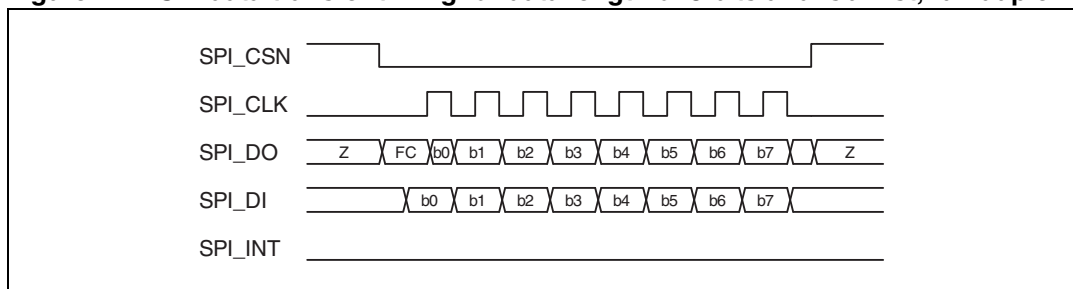 SPI_CSN
SPI_CLK
SPI_DO Z FC b0 b1 b2 b3 b4 b5 b6 b7 Z
SPI_DI b0 b1 b2 b3 b4 b5 b6 b7
SPI_INT